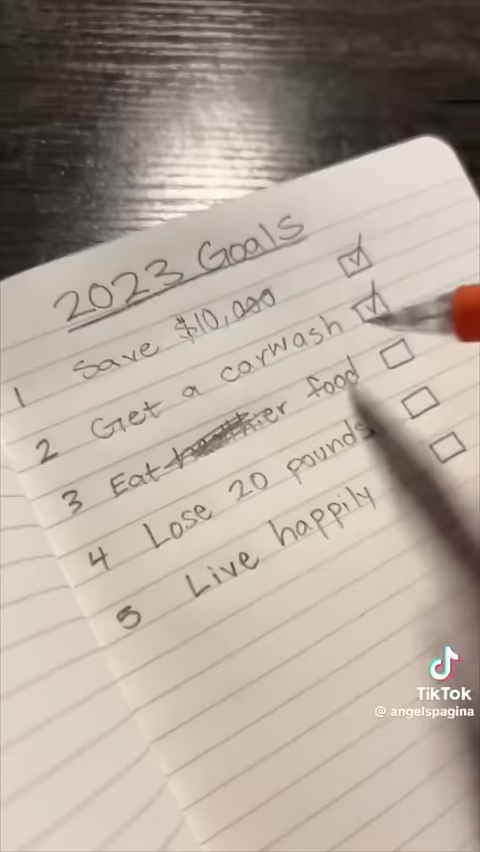 2023 Goals
1 Save $10,000
2 Get a carwash
3 Eat food
4 Lose 20 pounds
5 Live happily
TikTok
@ angelspagina